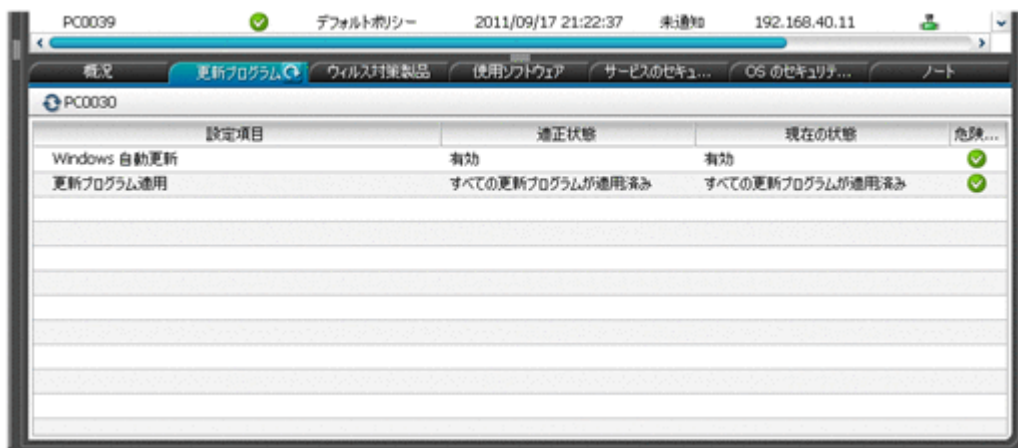 PC0039 デフォルトポリシー 2011/09/17 21:22:37 未通知 192.168.40.11
概況 更新プログラム ウィルス対策製品 使用ソフトウェア サービスのセキュ... OS のセキュリテ... ノート
PC0030
設定項目 適正状態 現在の状態 危険...
Windows 自動更新 有効 有効
更新プログラム適用 すべての更新プログラムが適用済み すべての更新プログラムが適用済み